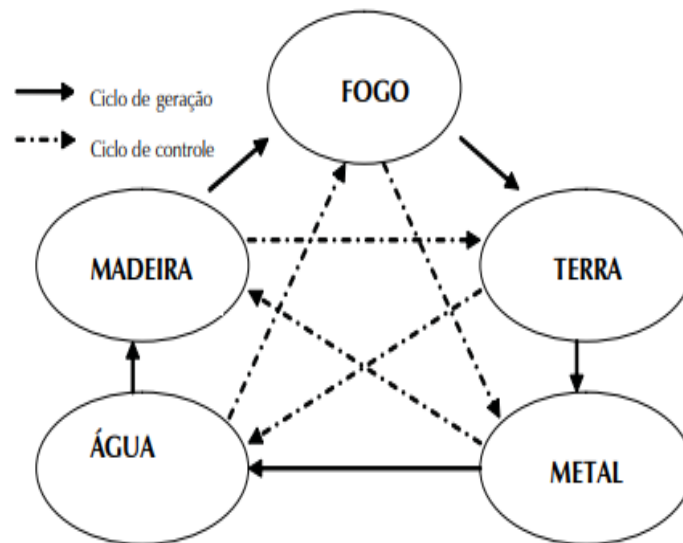 FOGO
Ciclo de geração
Ciclo de controle
MADEIRA
TERRA
ÁGUA
METAL